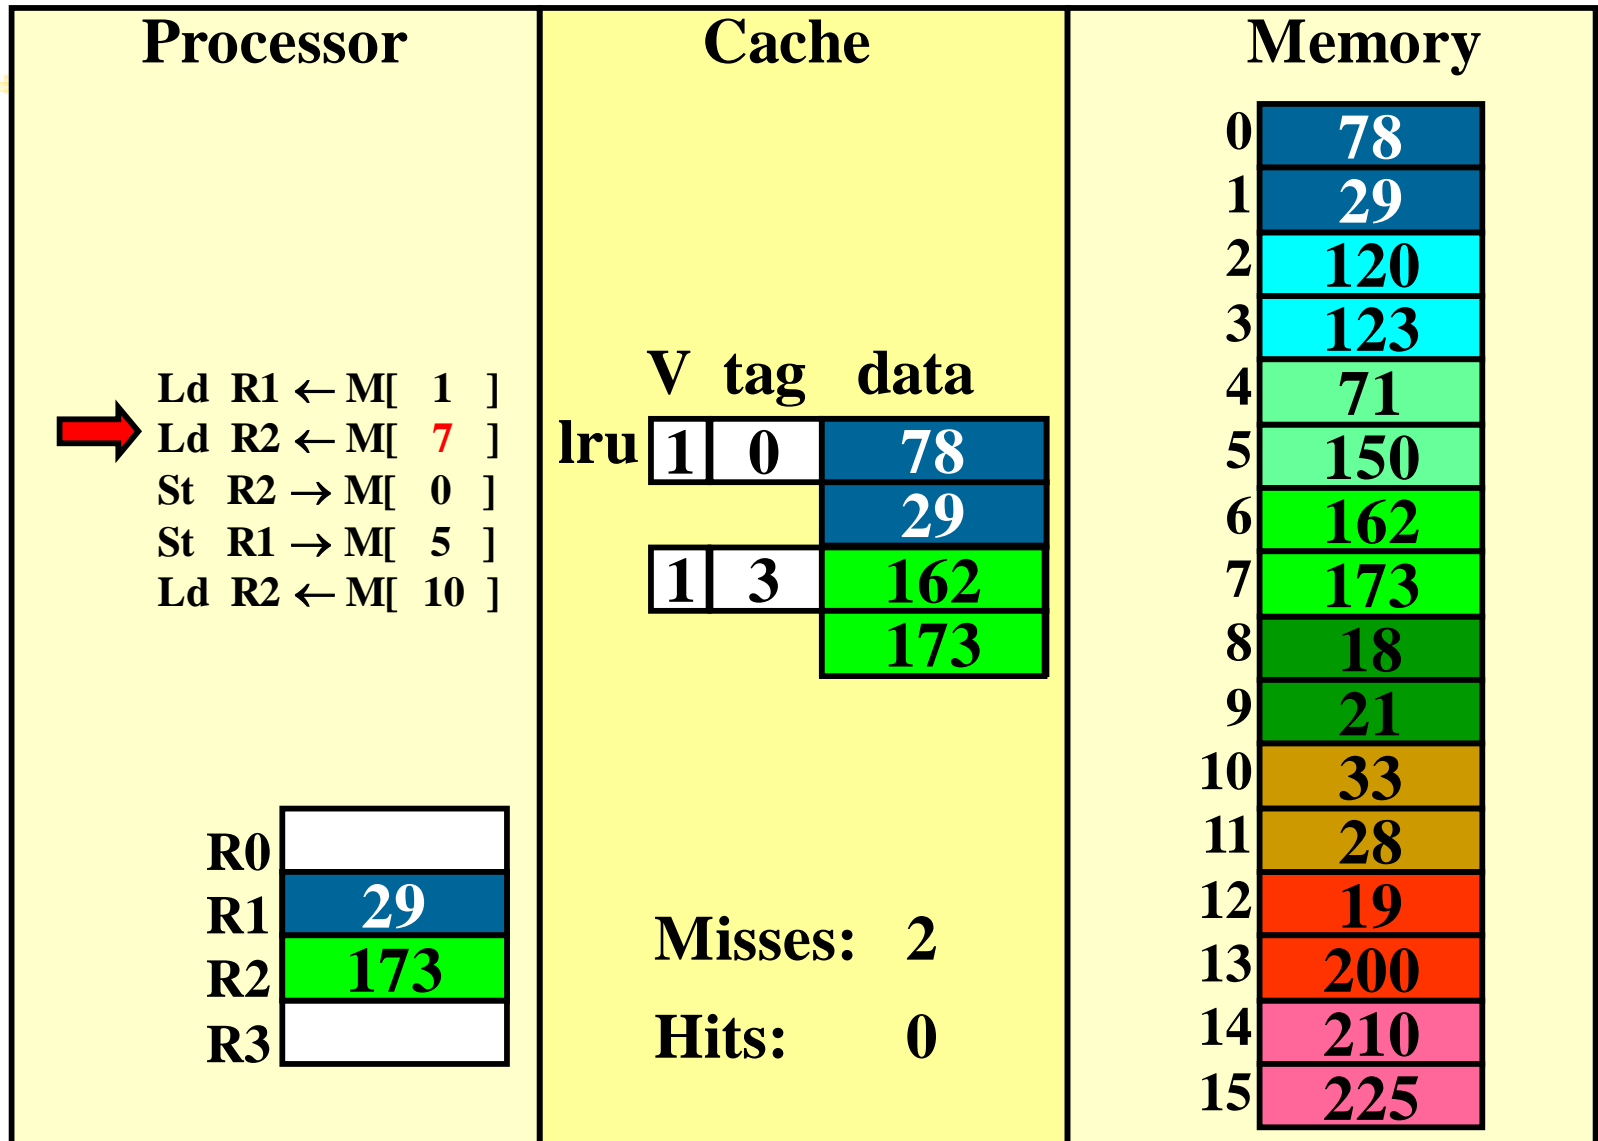 Processor
Cache
Memory
Ld R1 ← M[ 1 ]
Ld R2 ← M[ 7 ]
St R2 → M[ 0 ]
St R1 → M[ 5 ]
Ld R2 ← M[ 10 ]
R0
R1 29
R2 173
R3
V tag data
lru 1 0 78
29
1 3 162
173
Misses: 2
Hits: 0
0 78
1 29
2 120
3 123
4 71
5 150
6 162
7 173
8 18
9 21
10 33
11 28
12 19
13 200
14 210
15 225